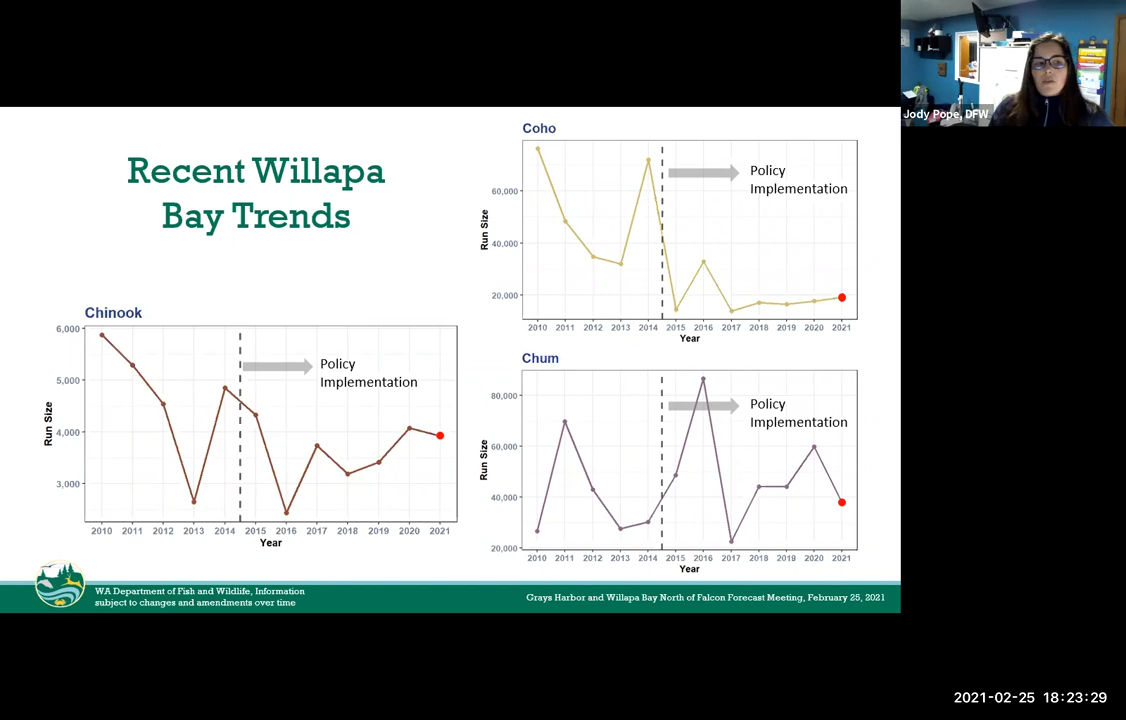 Jody Pope, DFW
Recent Willapa
Bay Trends
Coho
Policy
Implementation
60,000
40,000
20,000
Run Size
2010 2011 2012 2013 2014 2015 2016 2017 2018 2019 2020 2021
Year
Chinook
Policy
Implementation
6,000
5,000
4,000
3,000
Run Size
2010 2011 2012 2013 2014 2015 2016 2017 2018 2019 2020 2021
Year
Chum
Policy
Implementation
80,000
60,000
40,000
20,000
Run Size
2010 2011 2012 2013 2014 2015 2016 2017 2018 2019 2020 2021
Year
WA Department of Fish and Wildlife, Information
subject to changes and amendments over time
Grays Harbor and Willapa Bay North of Falcon Forecast Meeting, February 25, 2021
2021-02-25 18:23:29